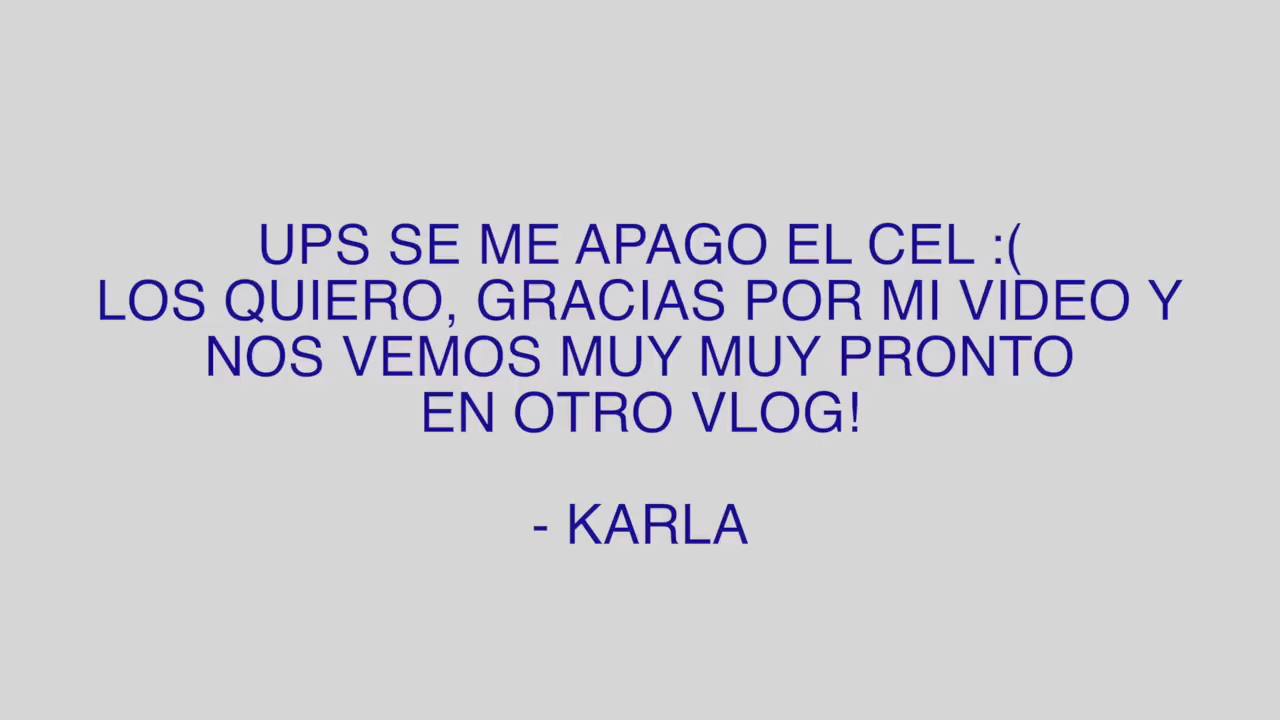 UPS SE ME APAGO EL CEL :(
LOS QUIERO, GRACIAS POR MI VIDEO Y
NOS VEMOS MUY MUY PRONTO
EN OTRO VLOG!
- KARLA